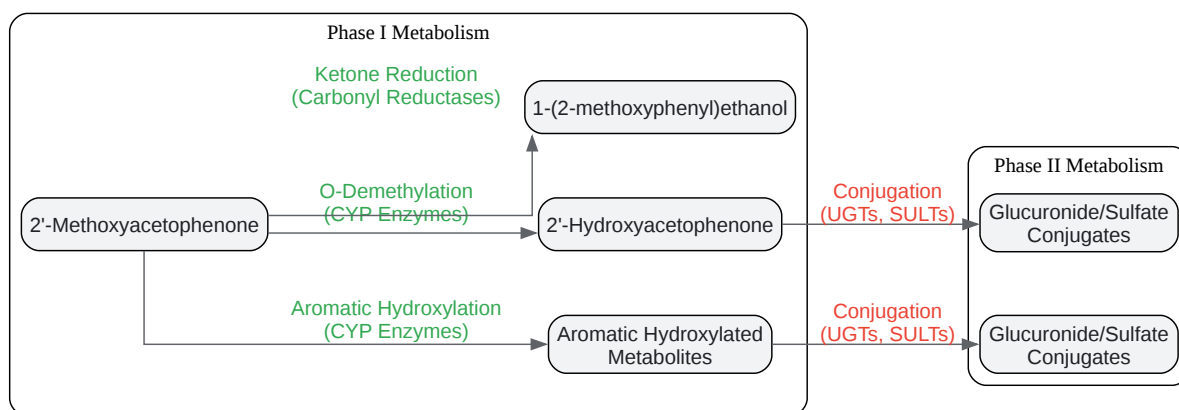 Phase I Metabolism
Ketone Reduction
(Carbonyl Reductases)
1-(2-methoxyphenyl)ethanol
Phase II Metabolism
O-Demethylation
(CYP Enzymes)
Conjugation
(UGTs, SULTs)
2'-Methoxyacetophenone
2'-Hydroxyacetophenone
Glucuronide/Sulfate
Conjugates
Aromatic Hydroxylation
(CYP Enzymes)
Conjugation
(UGTs, SULTs)
Aromatic Hydroxylated
Metabolites
Glucuronide/Sulfate
Conjugates